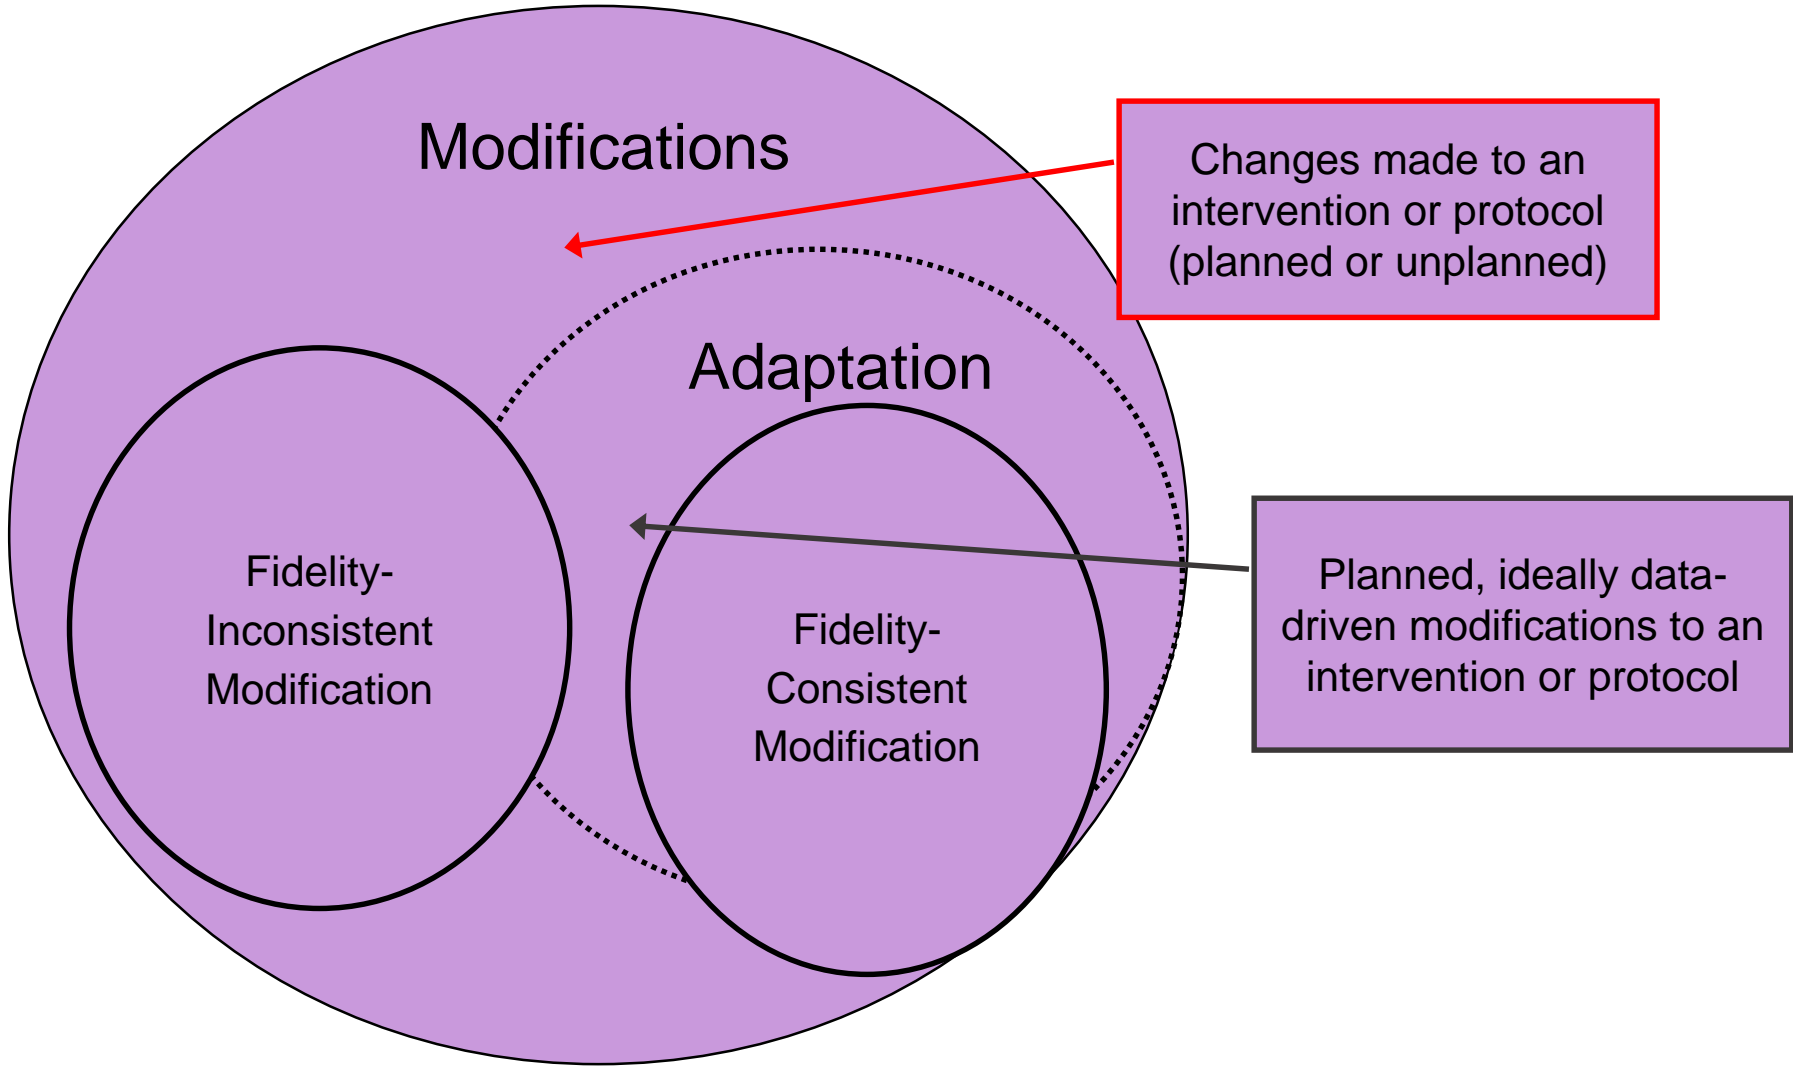 Modifications
Changes made to an
intervention or protocol
(planned or unplanned)
Adaptation
Fidelity-
Inconsistent
Modification
Fidelity-
Consistent
Modification
Planned, ideally data-
driven modifications to an
intervention or protocol